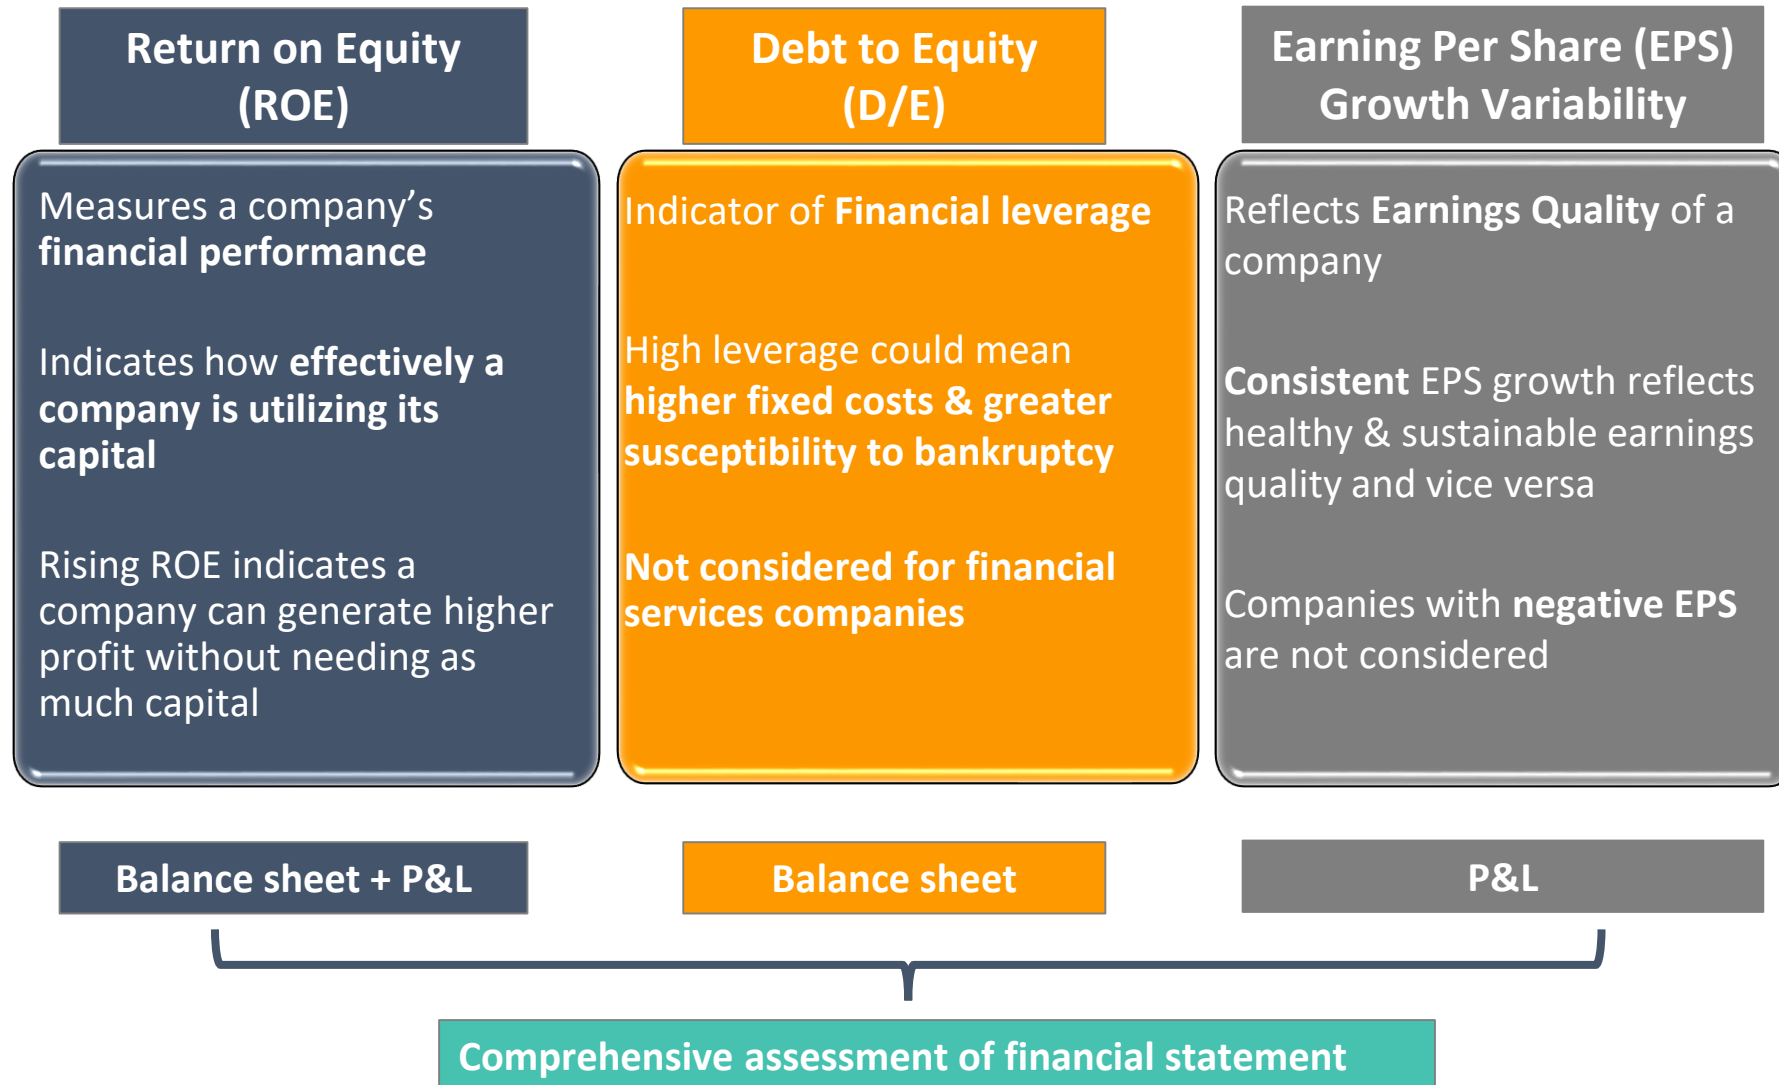 Return on Equity
(ROE)
Debt to Equity
(D/E)
Earning Per Share (EPS)
Growth Variability
Measures a company’s
financial performance
Indicates how effectively a
company is utilizing its
capital
Rising ROE indicates a
company can generate higher
profit without needing as
much capital
Indicator of Financial leverage
High leverage could mean
higher fixed costs & greater
susceptibility to bankruptcy
Not considered for financial
services companies
Reflects Earnings Quality of a
company
Consistent EPS growth reflects
healthy & sustainable earnings
quality and vice versa
Companies with negative EPS
are not considered
Balance sheet + P&L
Balance sheet
P&L
Comprehensive assessment of financial statement